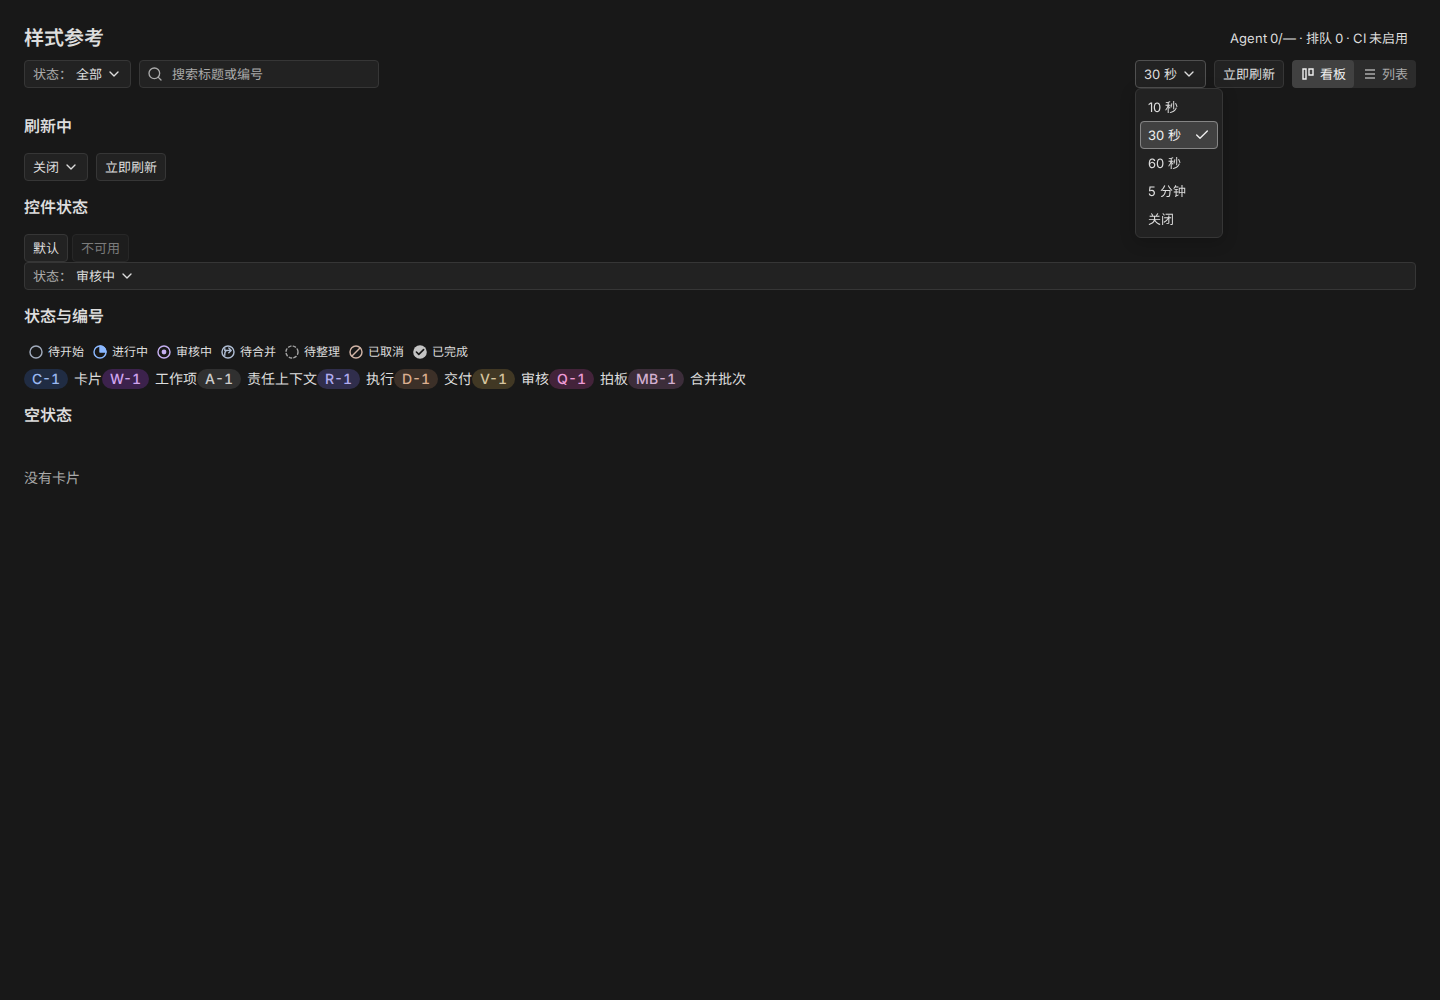 样式参考
Agent 0/— · 排队 0 · CI 未启用
状态： 全部 搜索标题或编号 30 秒 立即刷新 看板 列表
10 秒
30 秒
60 秒
5 分钟
关闭
刷新中
关闭 立即刷新
控件状态
默认 不可用
状态： 审核中
状态与编号
待开始 进行中 审核中 待合并 待整理 已取消 已完成
C-1 卡片 W-1 工作项 A-1 责任上下文 R-1 执行 D-1 交付 V-1 审核 Q-1 拍板 MB-1 合并批次
空状态
没有卡片